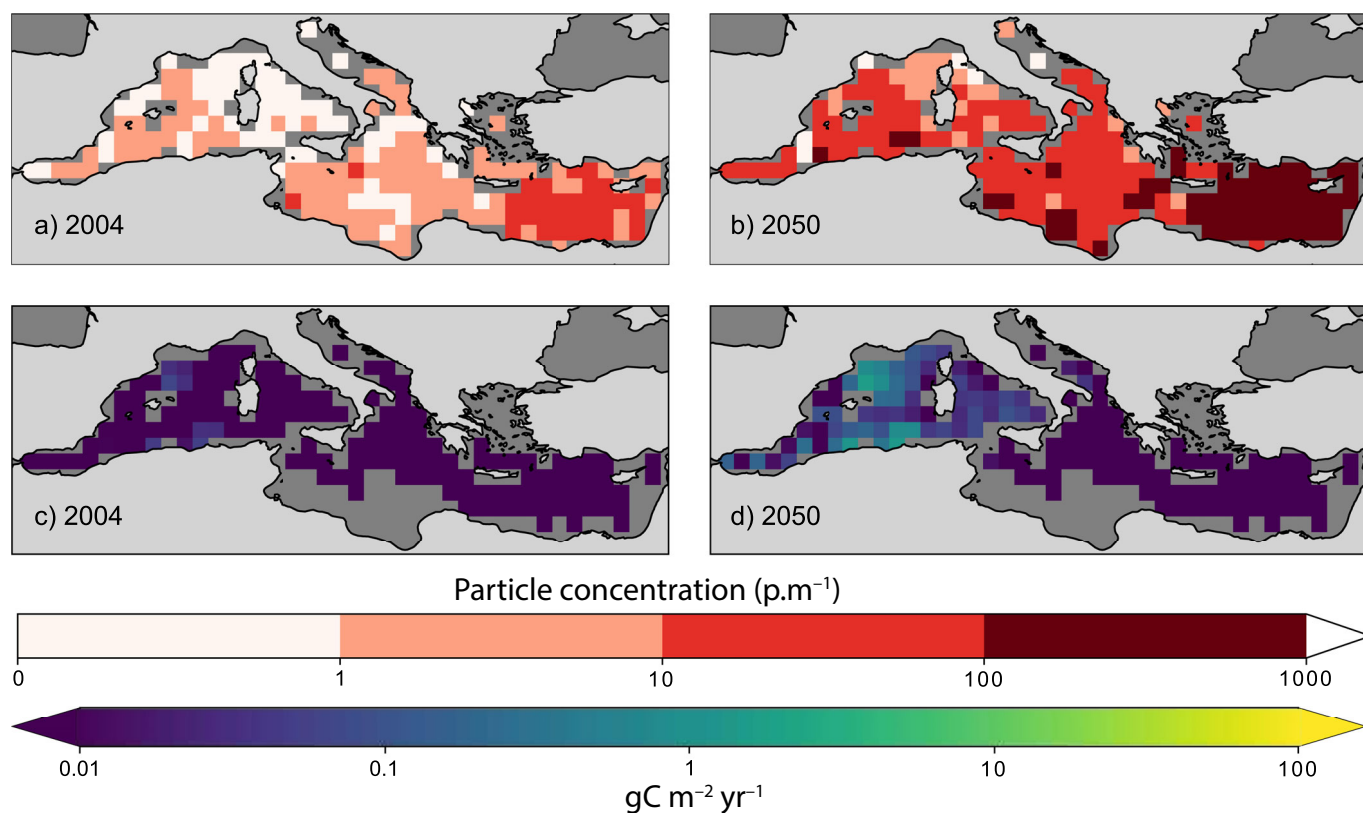 a) 2004
b) 2050
c) 2004
d) 2050
Particle concentration (p.m⁻¹)
0 1 10 100 1000
0.01 0.1 1 10 100
gC m⁻² yr⁻¹